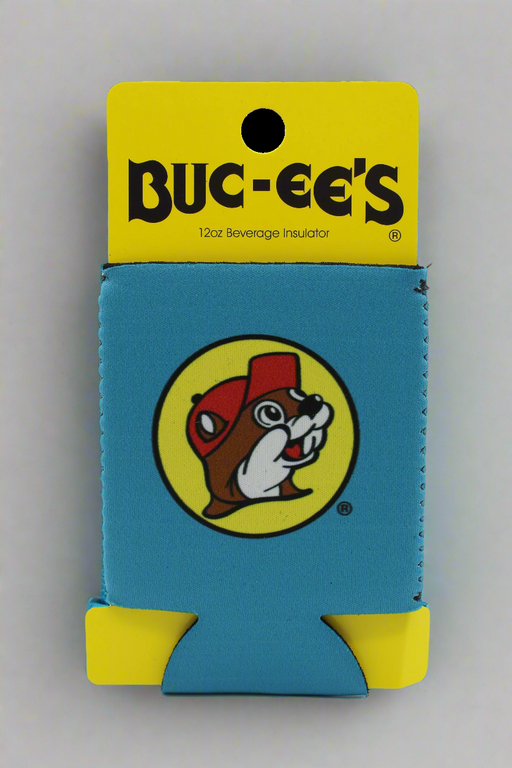 BUC-EE'S
12oz Beverage Insulator ®
®